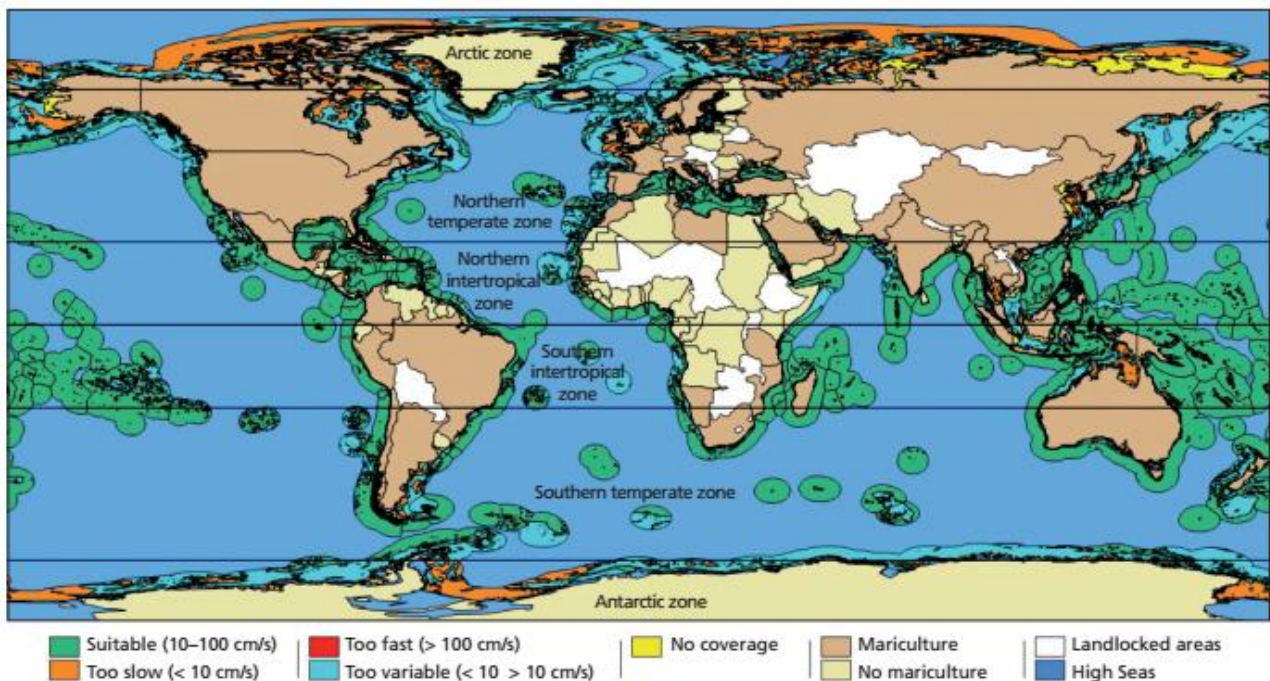 Arctic zone
Northern
temperate zone
Northern
intertropical
zone
Southern
intertropical
zone
Southern temperate zone
Antarctic zone
Suitable (10–100 cm/s)
Too fast (> 100 cm/s)
No coverage
Mariculture
Landlocked areas
Too slow (< 10 cm/s)
Too variable (< 10 > 10 cm/s)
No mariculture
High Seas